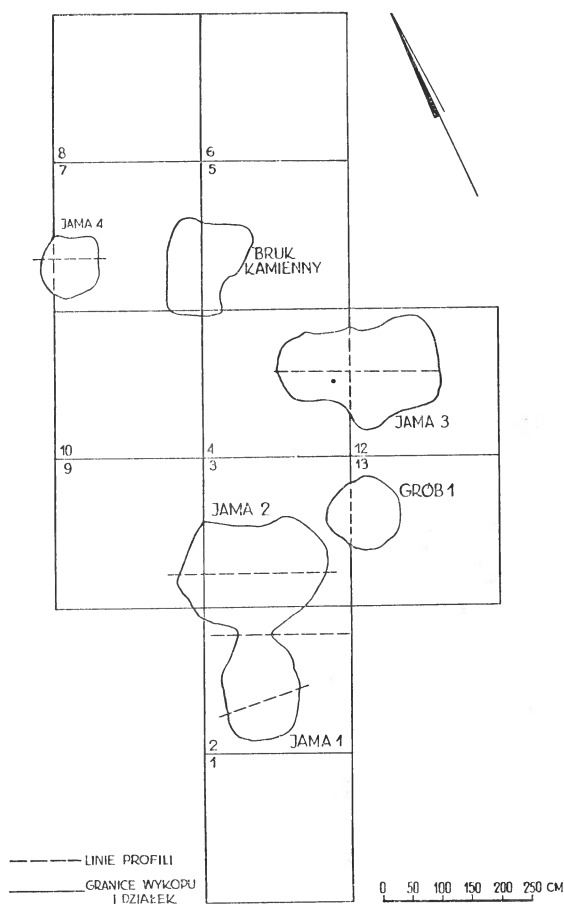 8
6
7
5
JAMA 4
BRUK
KAMIENNY
JAMA 3
10
4
12
9
3
13
GRÓB 1
JAMA 2
JAMA 1
2
1
LINIE PROFILI
GRANICE WYKOPU
I DZIAŁEK
0 50 100 150 200 250 CM